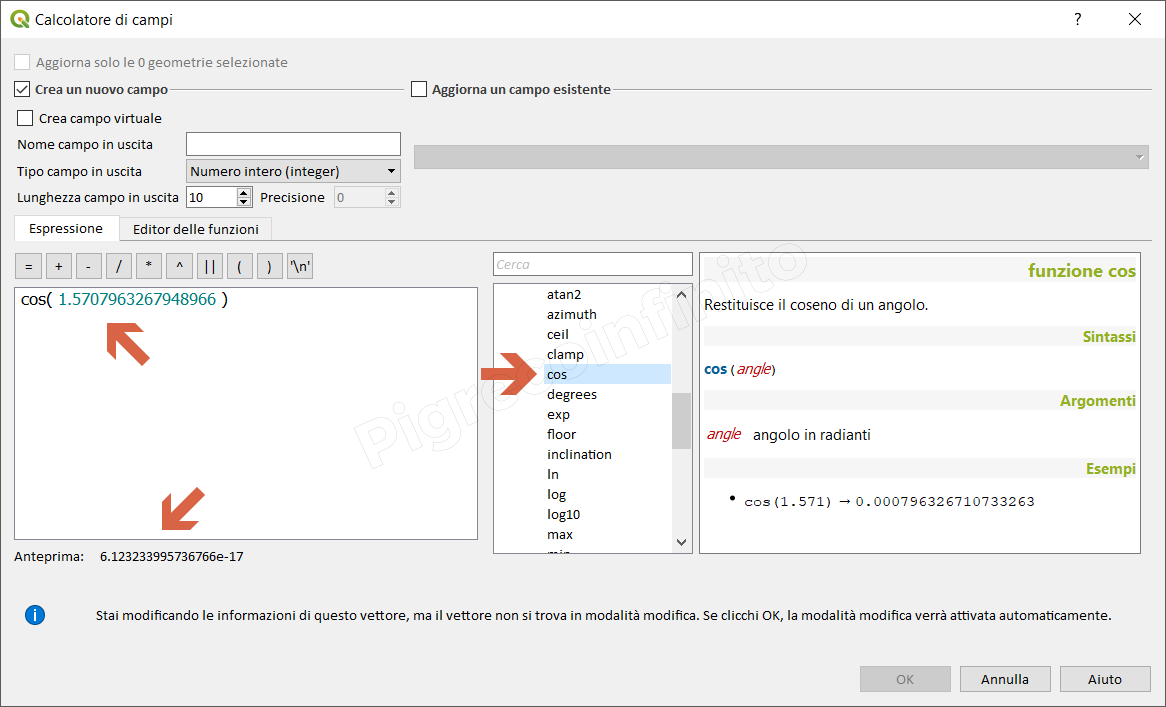 Calcolatore di campi
?
Aggiorna solo le 0 geometrie selezionate
Crea un nuovo campo
Aggiorna un campo esistente
Crea campo virtuale
Nome campo in uscita
Tipo campo in uscita
Numero intero (integer)
Lunghezza campo in uscita
10
Precisione
0
Espressione
Editor delle funzioni
=
+
-
/
*
^
||
(
)
'\n'
cos( 1.5707963267948966 )
Anteprima: 6.123233995736766e-17
Cerca
atan2
azimuth
ceil
clamp
cos
degrees
exp
floor
inclination
ln
log
log10
max
min
funzione cos
Restituisce il coseno di un angolo.
Sintassi
cos (angle)
Argomenti
angle angolo in radianti
Esempi
• cos(1.571) → 0.000796326710733263
Pigrecoinfinito
Stai modificando le informazioni di questo vettore, ma il vettore non si trova in modalità modifica. Se clicchi OK, la modalità modifica verrà attivata automaticamente.
OK
Annulla
Aiuto